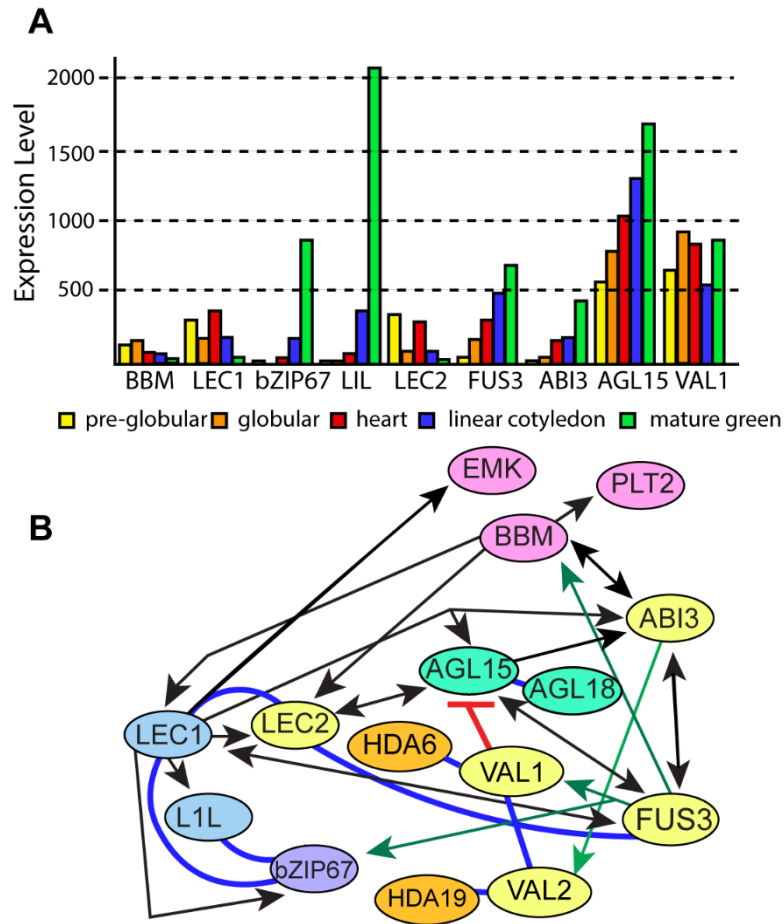 A
Expression Level
2000
1500
1000
500
BBM LEC1 bZIP67 LIL LEC2 FUS3 ABI3 AGL15 VAL1
pre-globular globular heart linear cotyledon mature green
B
EMK
PLT2
BBM
ABI3
AGL15
AGL18
LEC1
LEC2
HDA6
VAL1
L1L
FUS3
bZIP67
HDA19
VAL2